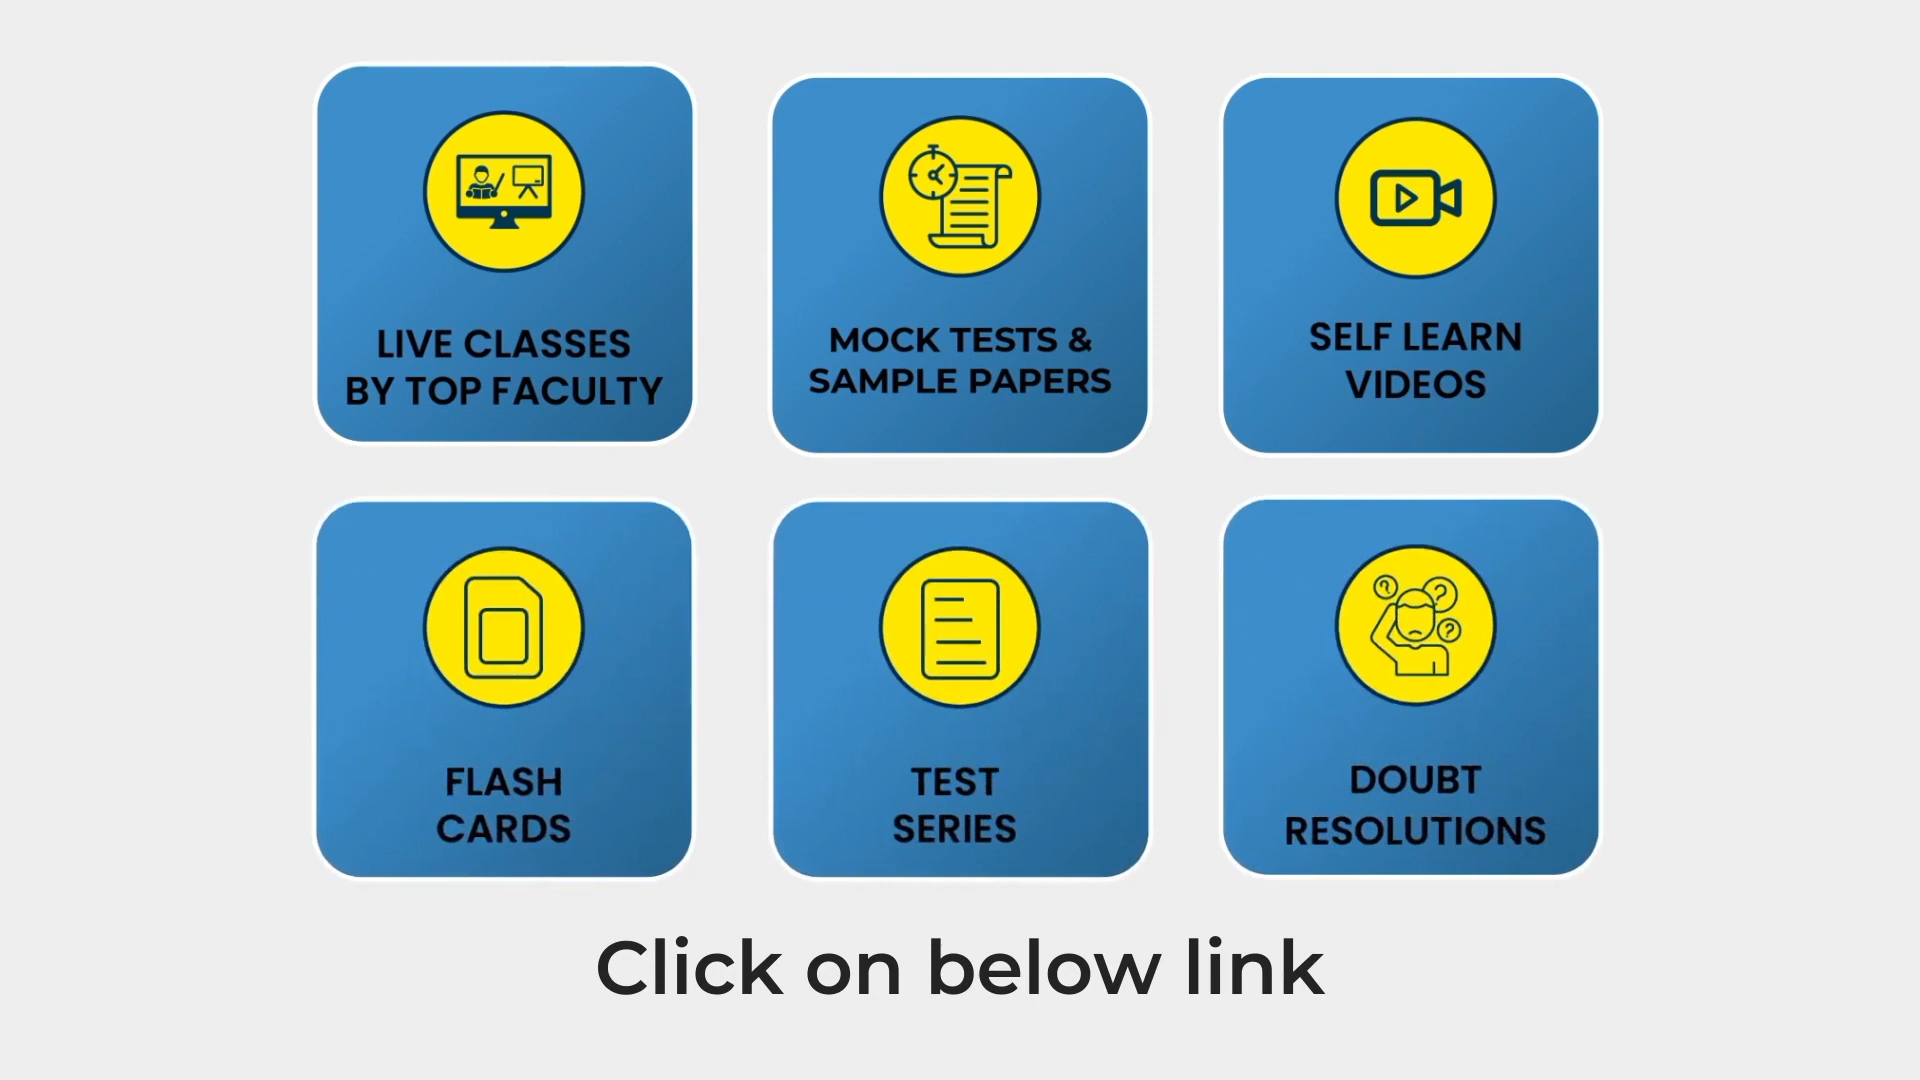 LIVE CLASSES
BY TOP FACULTY
MOCK TESTS &
SAMPLE PAPERS
SELF LEARN
VIDEOS
FLASH
CARDS
TEST
SERIES
DOUBT
RESOLUTIONS
Click on below link